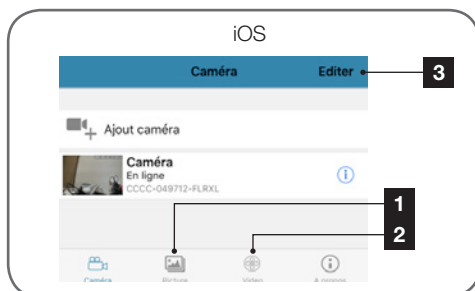 iOS
Caméra
Editer
3
Ajout caméra
Caméra
En ligne
CCCC-049712-FLRXL
1
2
Caméra
Picture
Video
A propos